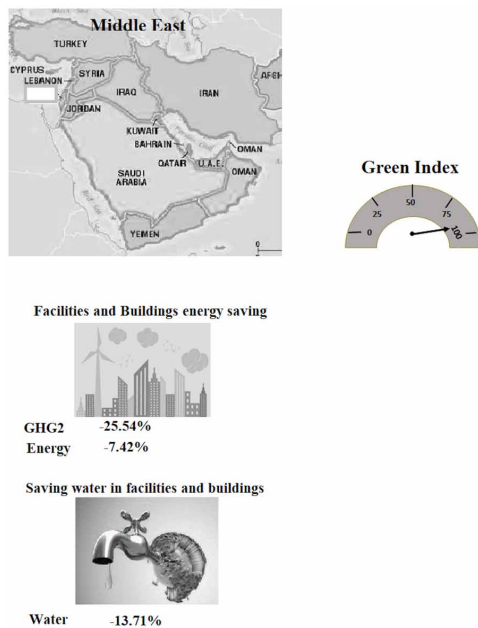 Middle East
TURKEY
CYPRUS
SYRIA
LEBANON
IRAQ
IRAN
JORDAN
KUWAIT
BAHRAIN
OMAN
QATAR
U.A.E.
SAUDI
ARABIA
OMAN
YEMEN
0
Green Index
0
25
50
75
100
Facilities and Buildings energy saving
GHG2 -25.54%
Energy -7.42%
Saving water in facilities and buildings
Water -13.71%